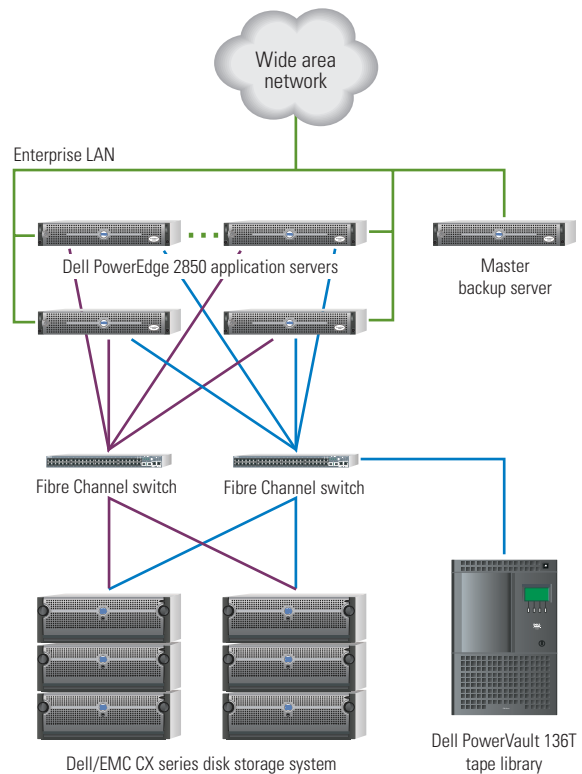 Wide area
network
Enterprise LAN
Dell PowerEdge 2850 application servers
Master
backup server
Fibre Channel switch
Fibre Channel switch
Dell/EMC CX series disk storage system
Dell PowerVault 136T
tape library